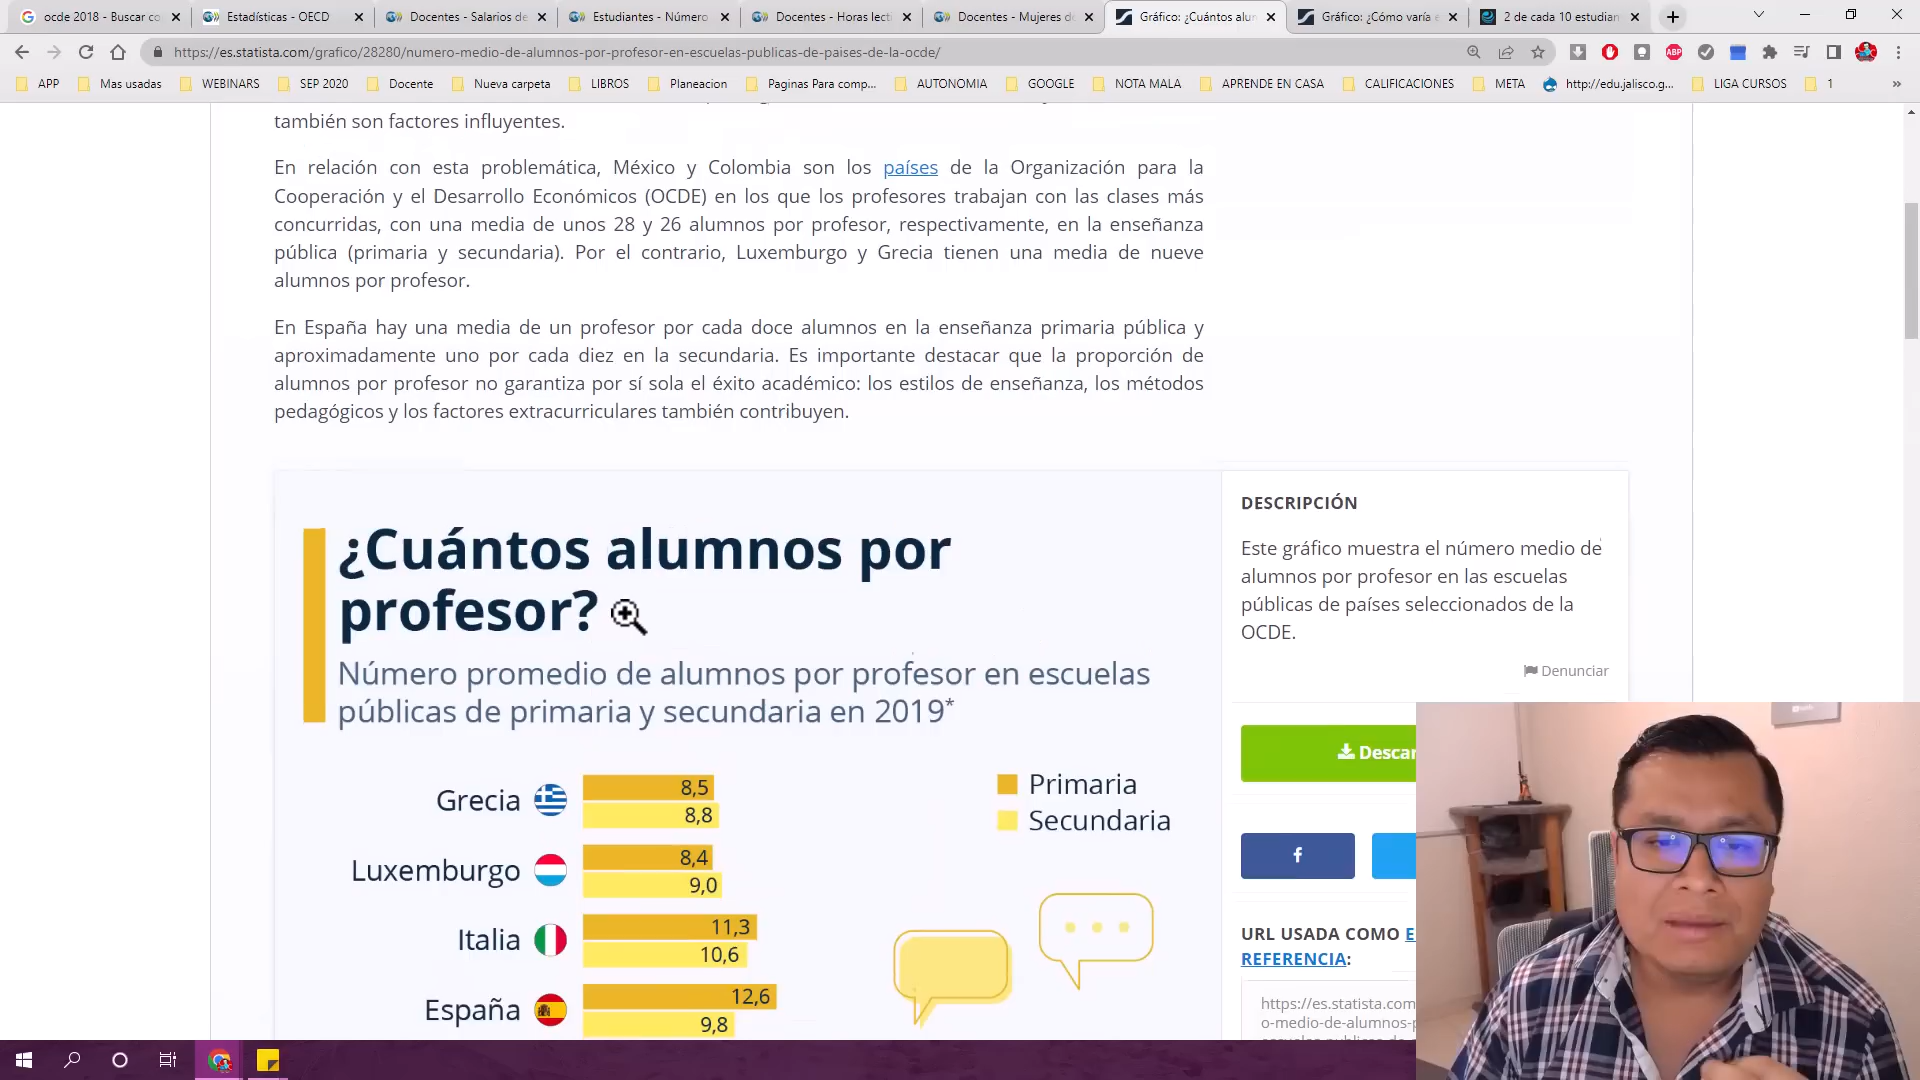 ocde 2018 - Buscar co
Estadísticas - OECD
Docentes - Salarios de
Estudiantes - Número
Docentes - Horas lecti
Docentes - Mujeres d
Gráfico: ¿Cuántos alum
Gráfico: ¿Cómo varía e
2 de cada 10 estudian
https://es.statista.com/grafico/28280/numero-medio-de-alumnos-por-profesor-en-escuelas-publicas-de-paises-de-la-ocde/
APP
Mas usadas
WEBINARS
SEP 2020
Docente
Nueva carpeta
LIBROS
Planeacion
Paginas Para comp...
AUTONOMIA
GOOGLE
NOTA MALA
APRENDE EN CASA
CALIFICACIONES
META
http://edu.jalisco.g...
LIGA CURSOS
1
también son factores influyentes.
En relación con esta problemática, México y Colombia son los países de la Organización para la
Cooperación y el Desarrollo Económicos (OCDE) en los que los profesores trabajan con las clases más
concurridas, con una media de unos 28 y 26 alumnos por profesor, respectivamente, en la enseñanza
pública (primaria y secundaria). Por el contrario, Luxemburgo y Grecia tienen una media de nueve
alumnos por profesor.
En España hay una media de un profesor por cada doce alumnos en la enseñanza primaria pública y
aproximadamente uno por cada diez en la secundaria. Es importante destacar que la proporción de
alumnos por profesor no garantiza por sí sola el éxito académico: los estilos de enseñanza, los métodos
pedagógicos y los factores extracurriculares también contribuyen.
¿Cuántos alumnos por
profesor?
Número promedio de alumnos por profesor en escuelas
públicas de primaria y secundaria en 2019*
Primaria
Secundaria
Grecia
8,5
8,8
Luxemburgo
8,4
9,0
Italia
11,3
10,6
España
12,6
9,8
DESCRIPCIÓN
Este gráfico muestra el número medio de
alumnos por profesor en las escuelas
públicas de países seleccionados de la
OCDE.
Denunciar
Descar
URL USADA COMO E
REFERENCIA:
https://es.statista.com
o-medio-de-alumnos-p